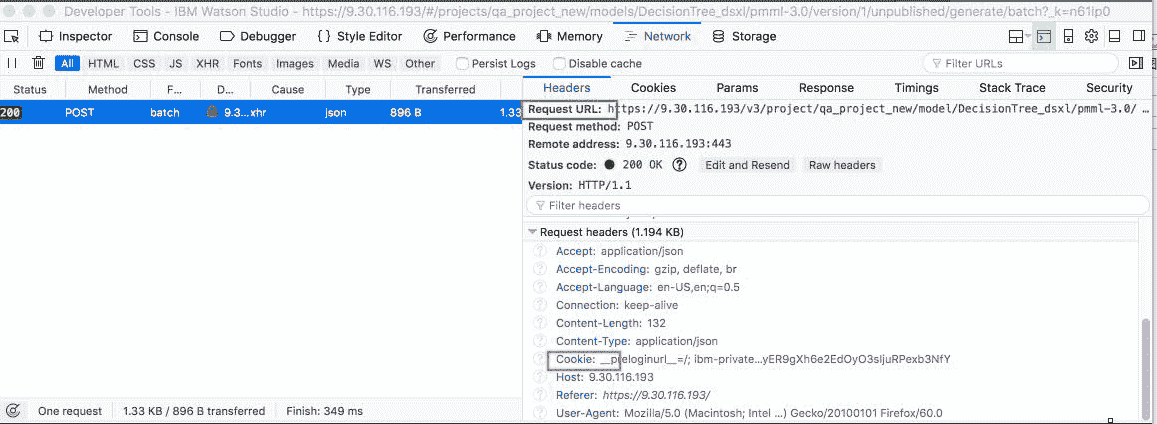 Developer Tools - IBM Watson Studio - https://9.30.116.193/#/projects/qa_project_new/models/DecisionTree_dsxl/pmml-3.0/version/1/unpublished/generate/batch?_k=n61ip0
Inspector Console Debugger {} Style Editor Performance Memory Network Storage
All HTML CSS JS XHR Fonts Images Media WS Other Persist Logs Disable cache Filter URLs
Status Method F... D... Cause Type Transferred
200 POST batch 9.3... xhr json 896 B 1.33
Headers Cookies Params Response Timings Stack Trace Security
Request URL: https://9.30.116.193/v3/project/qa_project_new/model/DecisionTree_dsxl/pmml-3.0/ ...
Request method: POST
Remote address: 9.30.116.193:443
Status code: 200 OK ? Edit and Resend Raw headers
Version: HTTP/1.1
Filter headers
Request headers (1.194 KB)
? Accept: application/json
? Accept-Encoding: gzip, deflate, br
? Accept-Language: en-US,en;q=0.5
? Connection: keep-alive
? Content-Length: 132
? Content-Type: application/json
? Cookie: __preloginurl__=/; ibm-private...yER9gXh6e2EdOyO3sIjuRPexb3NfY
? Host: 9.30.116.193
? Referer: https://9.30.116.193/
? User-Agent: Mozilla/5.0 (Macintosh; Intel ...) Gecko/20100101 Firefox/60.0
One request 1.33 KB / 896 B transferred Finish: 349 ms